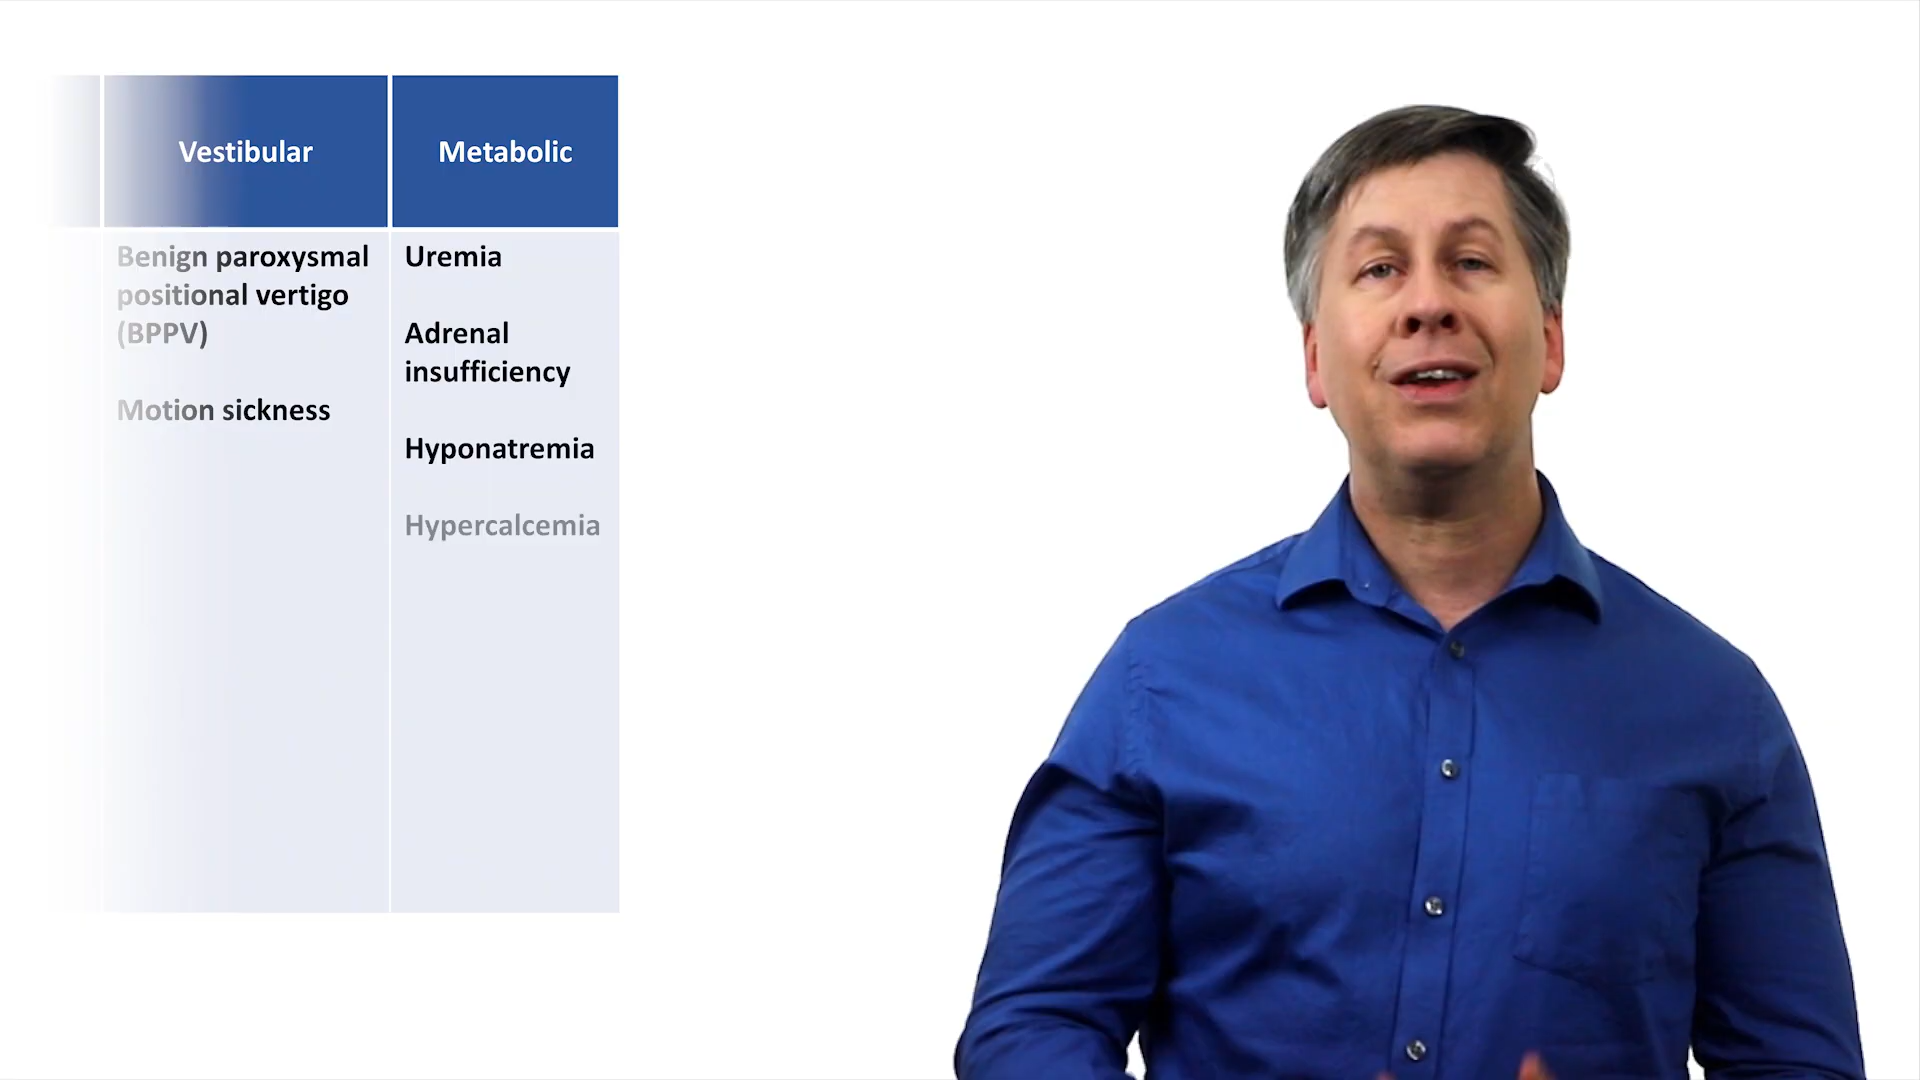 Vestibular
Metabolic
Benign paroxysmal
positional vertigo
(BPPV)
Motion sickness
Uremia
Adrenal
insufficiency
Hyponatremia
Hypercalcemia